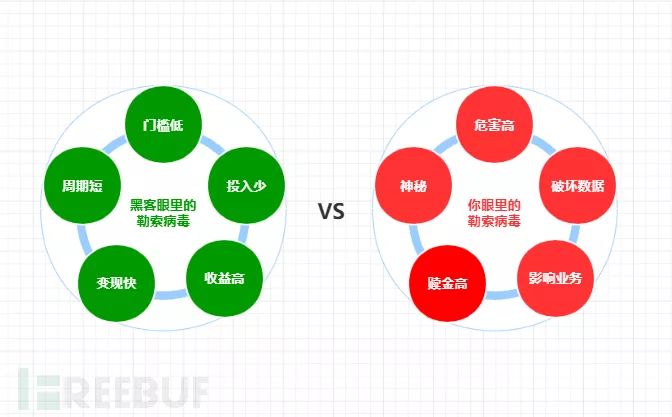 门槛低
投入少
收益高
变现快
周期短
黑客眼里的
勒索病毒
VS
危害高
破坏数据
影响业务
赎金高
神秘
你眼里的
勒索病毒
REEBUF